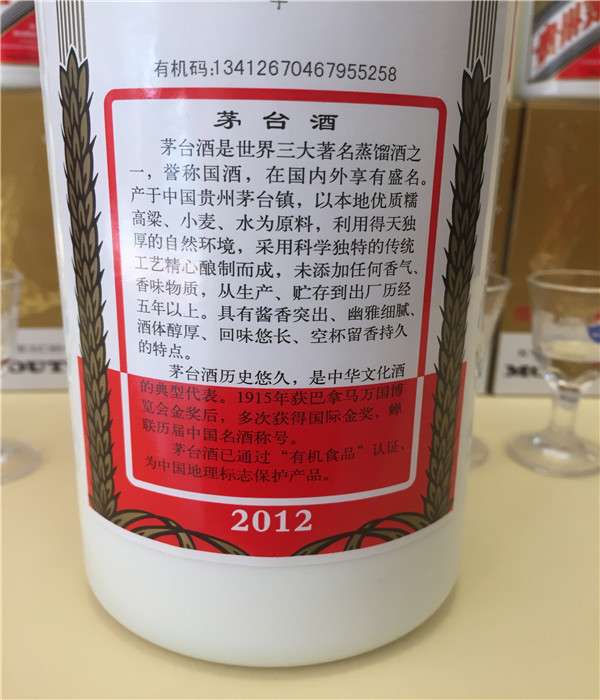 有机码:13412670467955258
茅台酒
茅台酒是世界三大著名蒸馏酒之
一，誉称国酒，在国内外享有盛名。
产于中国贵州茅台镇，以本地优质糯
高粱、小麦、水为原料，利用得天独
厚的自然环境，采用科学独特的传统
工艺精心酿制而成，未添加任何香气、
香味物质，从生产、贮存到出厂历经
五年以上。具有酱香突出、幽雅细腻、
酒体醇厚、回味悠长、空杯留香持久
的特点。
茅台酒历史悠久，是中华文化酒
的典型代表。1915年获巴拿马万国博
览会金奖后，多次获得国际金奖、蝉
联历届中国名酒称号。
茅台酒已通过“有机食品”认证、
为中国地理标志保护产品。
2012